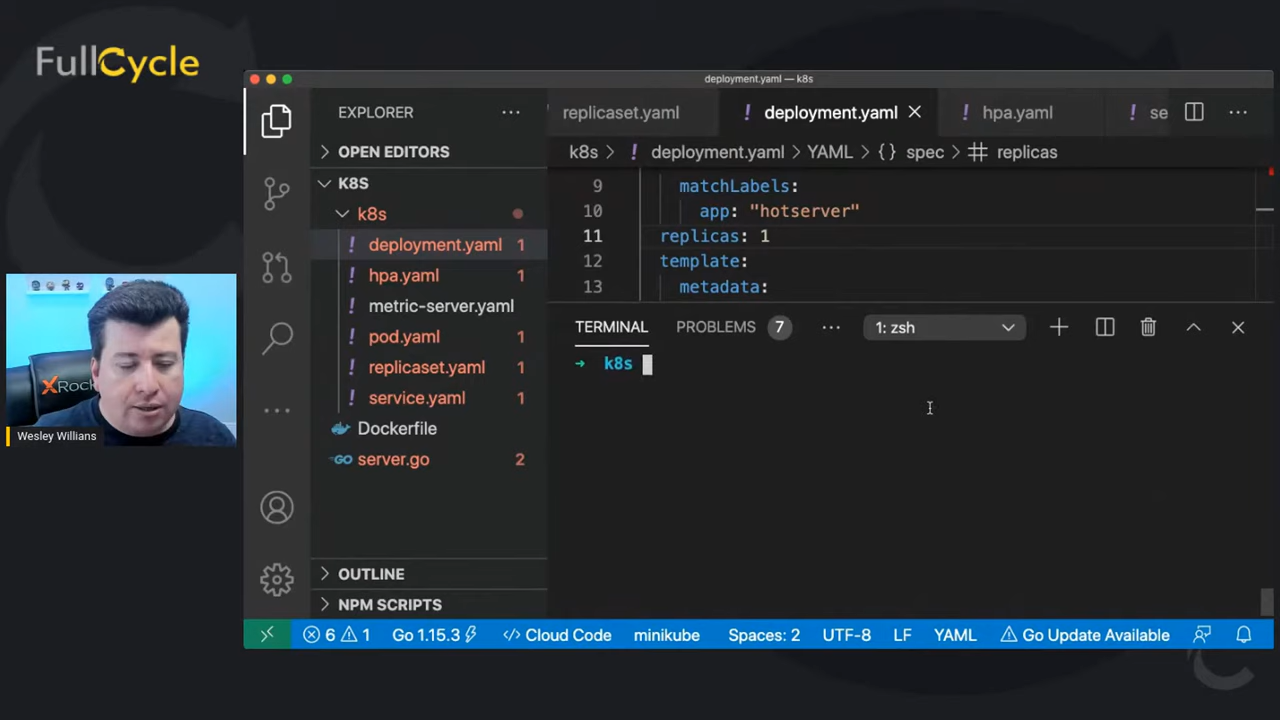 FullCycle
deployment.yaml — k8s
EXPLORER ...
replicaset.yaml ! deployment.yaml ! hpa.yaml ! se ...
OPEN EDITORS
k8s > ! deployment.yaml > YAML > {} spec > # replicas
K8S
9 matchLabels:
k8s
10 app: "hotserver"
! deployment.yaml 1
11 replicas: 1
! hpa.yaml 1
12 template:
! metric-server.yaml
13 metadata:
! pod.yaml 1
TERMINAL PROBLEMS 7 ... 1: zsh
! replicaset.yaml 1
→ k8s
! service.yaml 1
XRock
Dockerfile
Wesley Willians
GO server.go 2
OUTLINE
NPM SCRIPTS
6 1 Go 1.15.3 </> Cloud Code minikube Spaces: 2 UTF-8 LF YAML Go Update Available